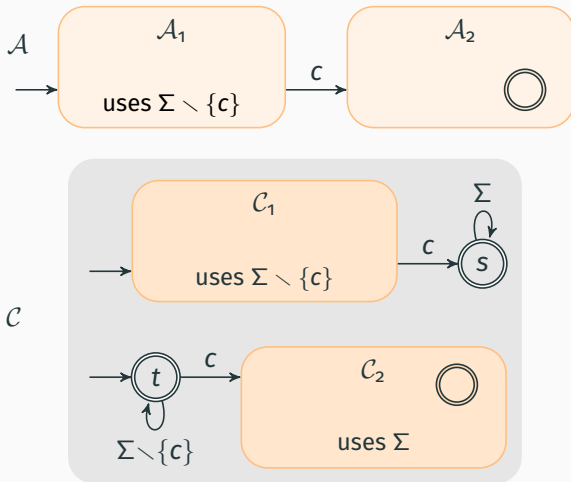 𝒜
𝒜₁
uses Σ ∖ {c}
c
𝒜₂
𝒞
𝒞₁
uses Σ ∖ {c}
c
Σ
s
t
c
Σ∖{c}
𝒞₂
uses Σ